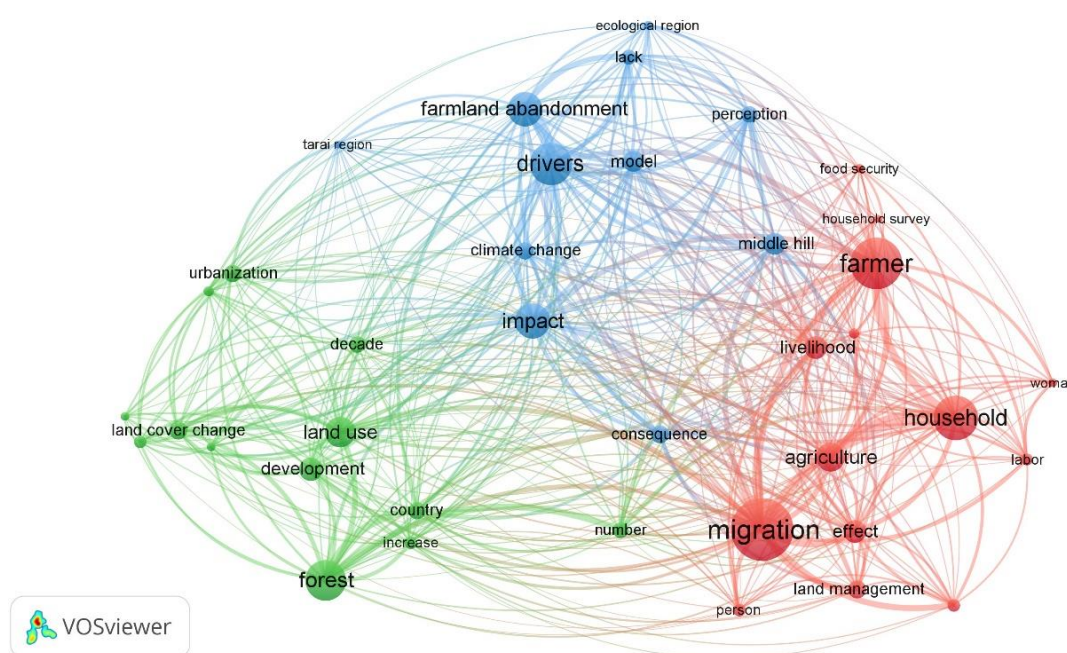 ecological region
lack
farmland abandonment
perception
tarai region
drivers
model
food security
household survey
middle hill
climate change
farmer
urbanization
impact
decade
livelihood
woma
household
land cover change
land use
consequence
agriculture
labor
development
country
number
migration
effect
increase
forest
land management
person
VOSviewer